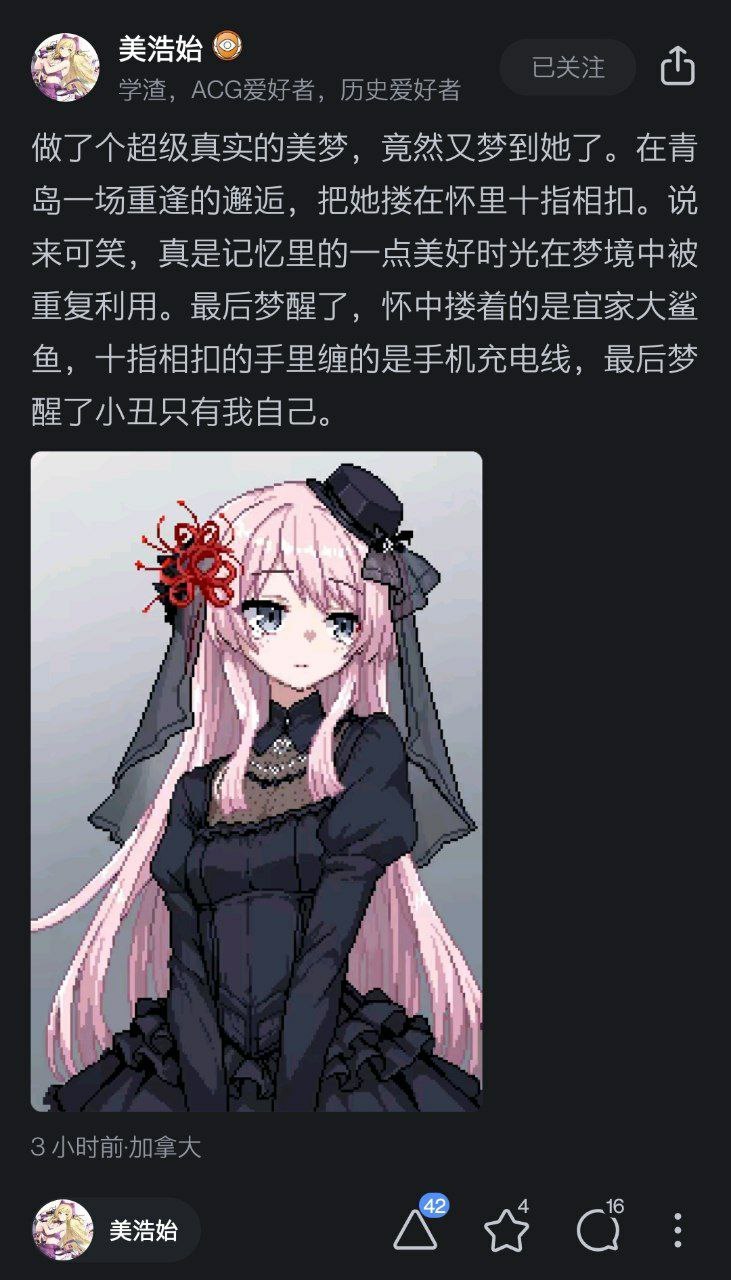 美浩始
已关注
学渣，ACG爱好者，历史爱好者
做了个超级真实的美梦，竟然又梦到她了。在青
岛一场重逢的邂逅，把她搂在怀里十指相扣。说
来可笑，真是记忆里的一点美好时光在梦境中被
重复利用。最后梦醒了，怀中搂着的是宜家大鲨
鱼，十指相扣的手里缠的是手机充电线，最后梦
醒了小丑只有我自己。
3 小时前·加拿大
美浩始
42
4
16